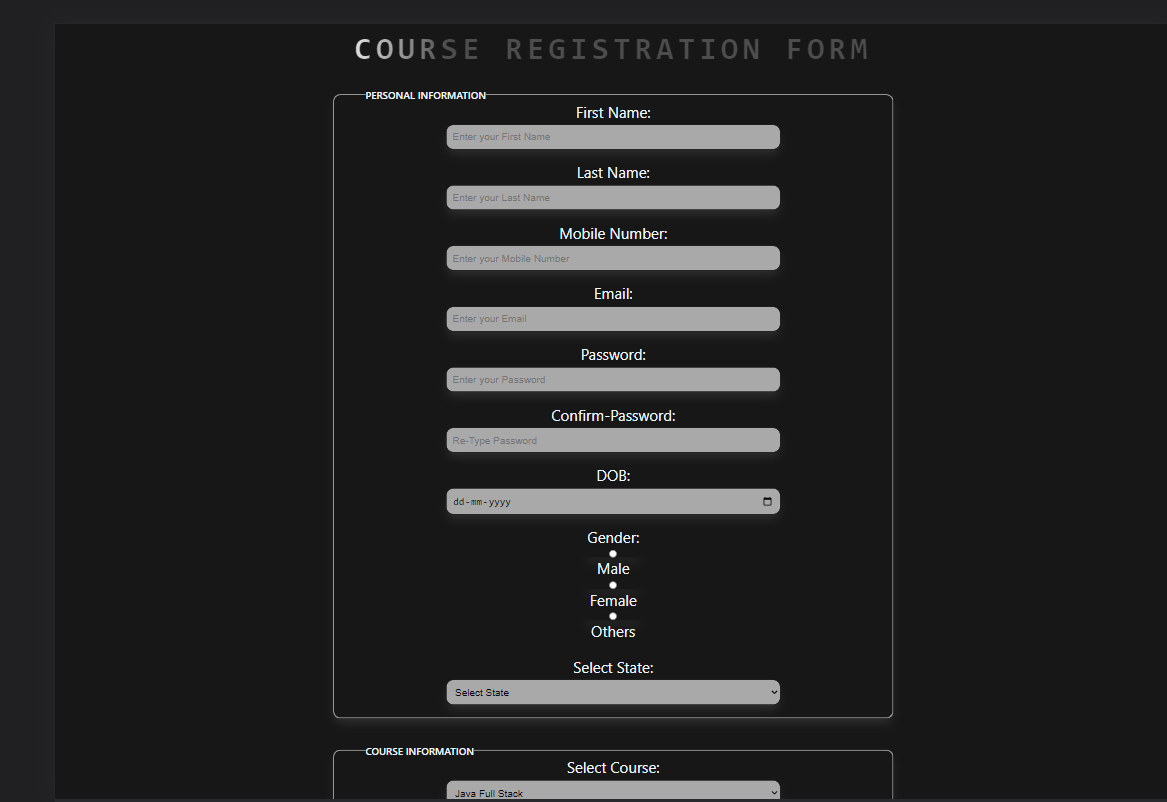 COURSE REGISTRATION FORM
PERSONAL INFORMATION
First Name:
Enter your First Name
Last Name:
Enter your Last Name
Mobile Number:
Enter your Mobile Number
Email:
Enter your Email
Password:
Enter your Password
Confirm-Password:
Re-Type Password
DOB:
dd-mm-yyyy
Gender:
Male
Female
Others
Select State:
Select State
COURSE INFORMATION
Select Course:
Java Full Stack